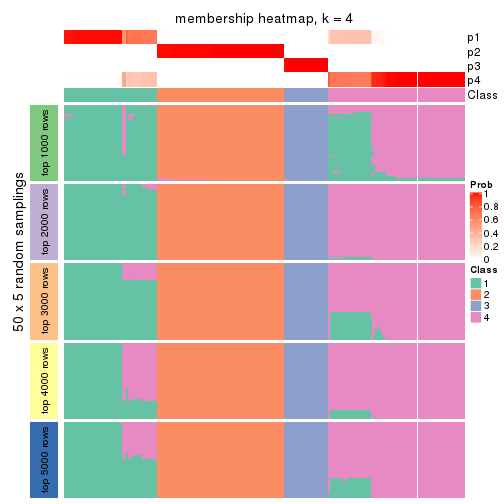 membership heatmap, k = 4
p1
p2
p3
p4
Class
50 x 5 random samplings
top 1000 rows
top 2000 rows
top 3000 rows
top 4000 rows
top 5000 rows
Prob
1
0.8
0.6
0.4
0.2
0
Class
1
2
3
4